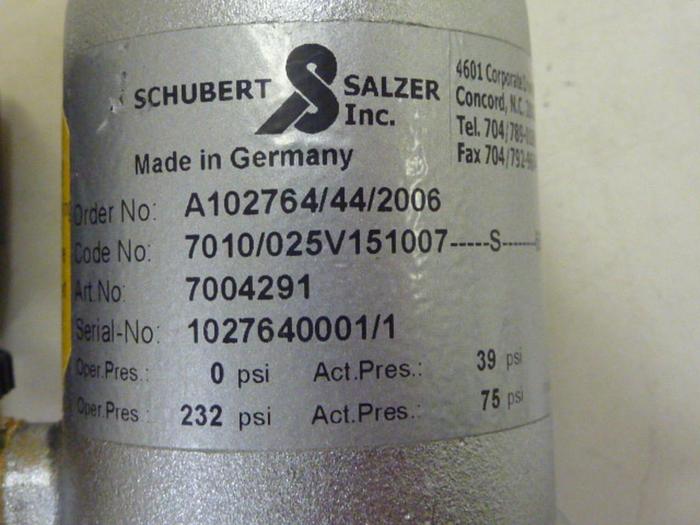 SCHUBERT SALZER
Inc.
4601 Corporate
Concord, N.C.
Tel. 704/789-
Fax 704/792-
Made in Germany
Order No: A102764/44/2006
Code No: 7010/025V151007-----S-------
Art.No: 7004291
Serial-No: 1027640001/1
Oper.Pres.: 0 psi Act.Pres.: 39 psi
Oper.Pres.: 232 psi Act.Pres.: 75 psi